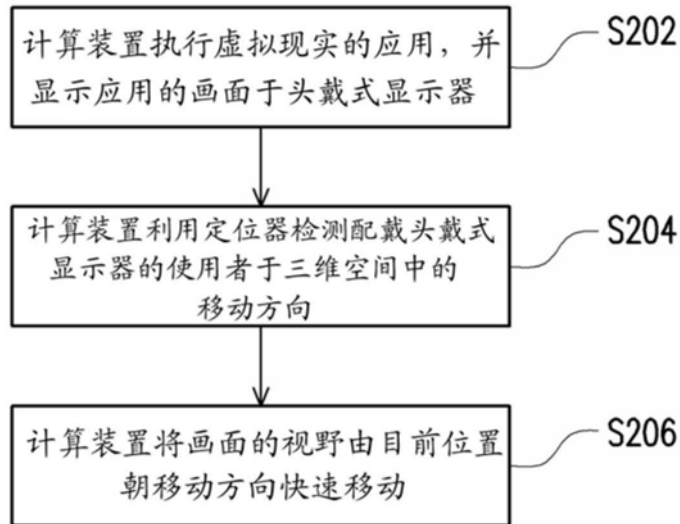 计算装置执行虚拟现实的应用，并
显示应用的画面于头戴式显示器
S202
计算装置利用定位器检测配戴头戴式
显示器的使用者于三维空间中的
移动方向
S204
计算装置将画面的视野由目前位置
朝移动方向快速移动
S206